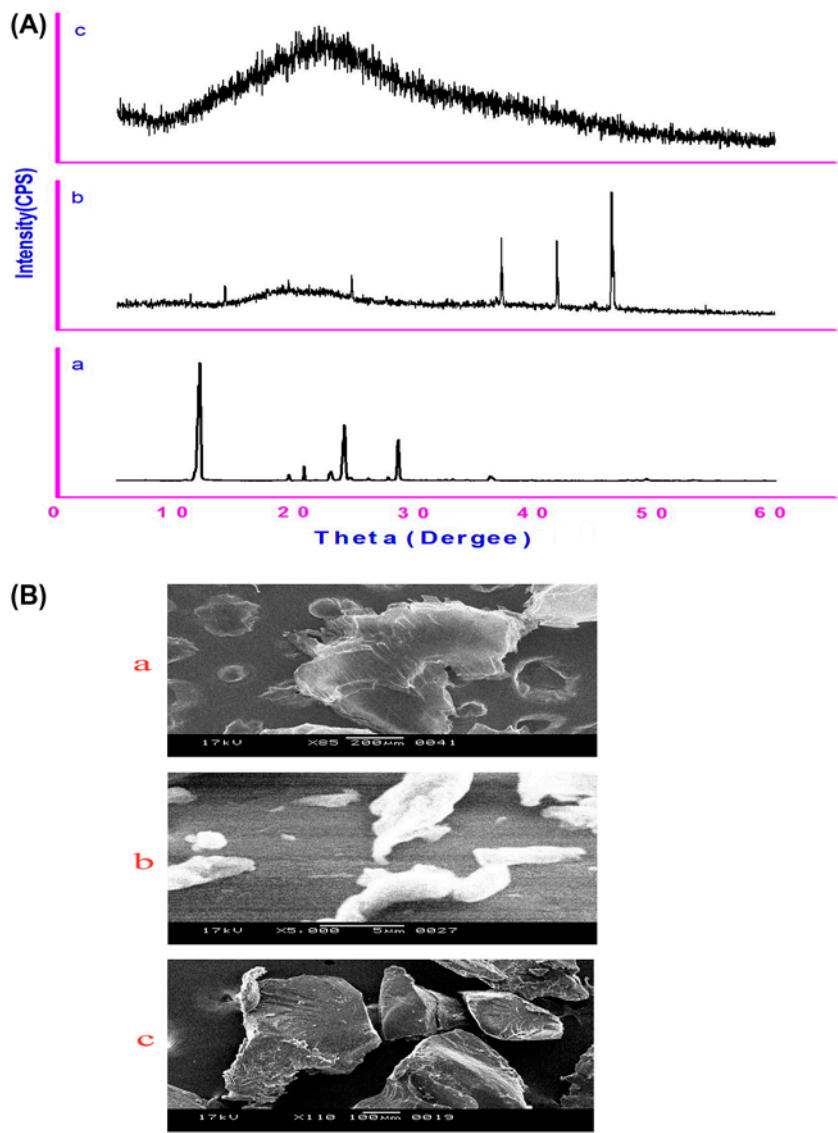 (A)
c
b
a
Intensity(CPS)
0 10 20 30 40 50 60
Theta (Dergee)
(B)
a
17kV X85 200µm 0041
b
17kV X5,000 5µm 0027
c
17kV X110 100µm 0019